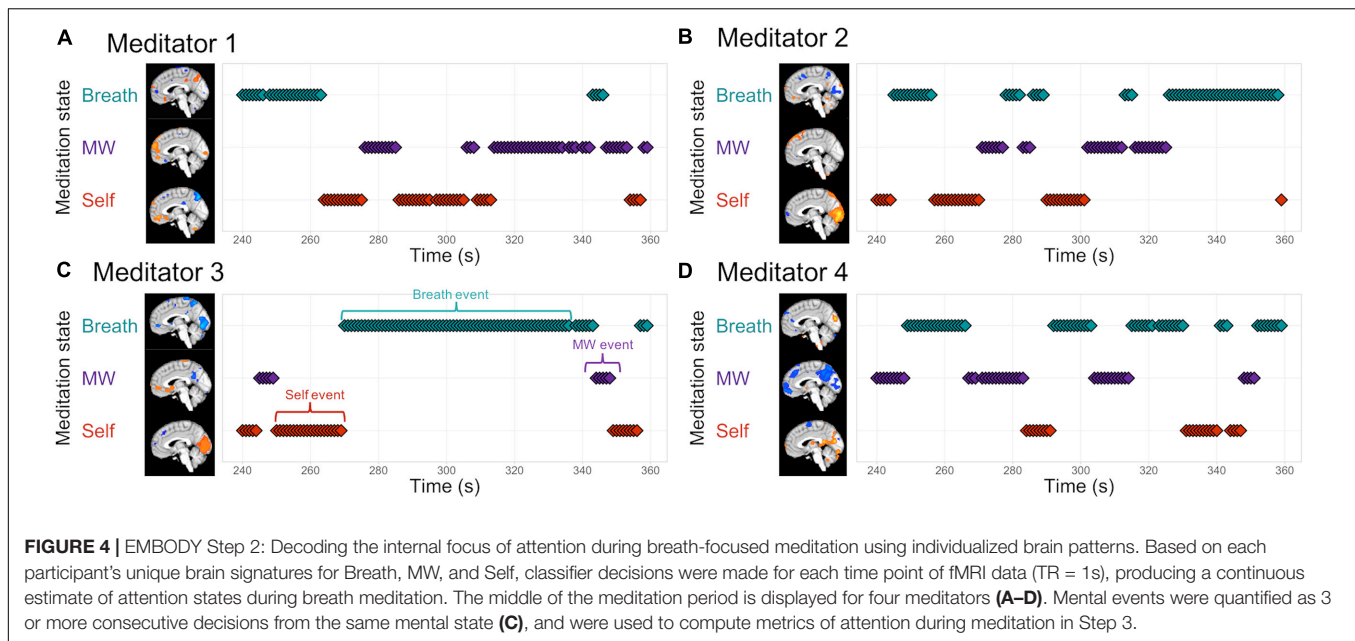 A Meditator 1
Meditation state
Breath
MW
Self
240 260 280 300 320 340 360
Time (s)
B Meditator 2
Meditation state
Breath
MW
Self
240 260 280 300 320 340 360
Time (s)
C Meditator 3
Meditation state
Breath
MW
Self
Breath event
MW event
Self event
240 260 280 300 320 340 360
Time (s)
D Meditator 4
Meditation state
Breath
MW
Self
240 260 280 300 320 340 360
Time (s)
FIGURE 4 | EMBODY Step 2: Decoding the internal focus of attention during breath-focused meditation using individualized brain patterns. Based on each
participant's unique brain signatures for Breath, MW, and Self, classifier decisions were made for each time point of fMRI data (TR = 1s), producing a continuous
estimate of attention states during breath meditation. The middle of the meditation period is displayed for four meditators (A–D). Mental events were quantified as 3
or more consecutive decisions from the same mental state (C), and were used to compute metrics of attention during meditation in Step 3.